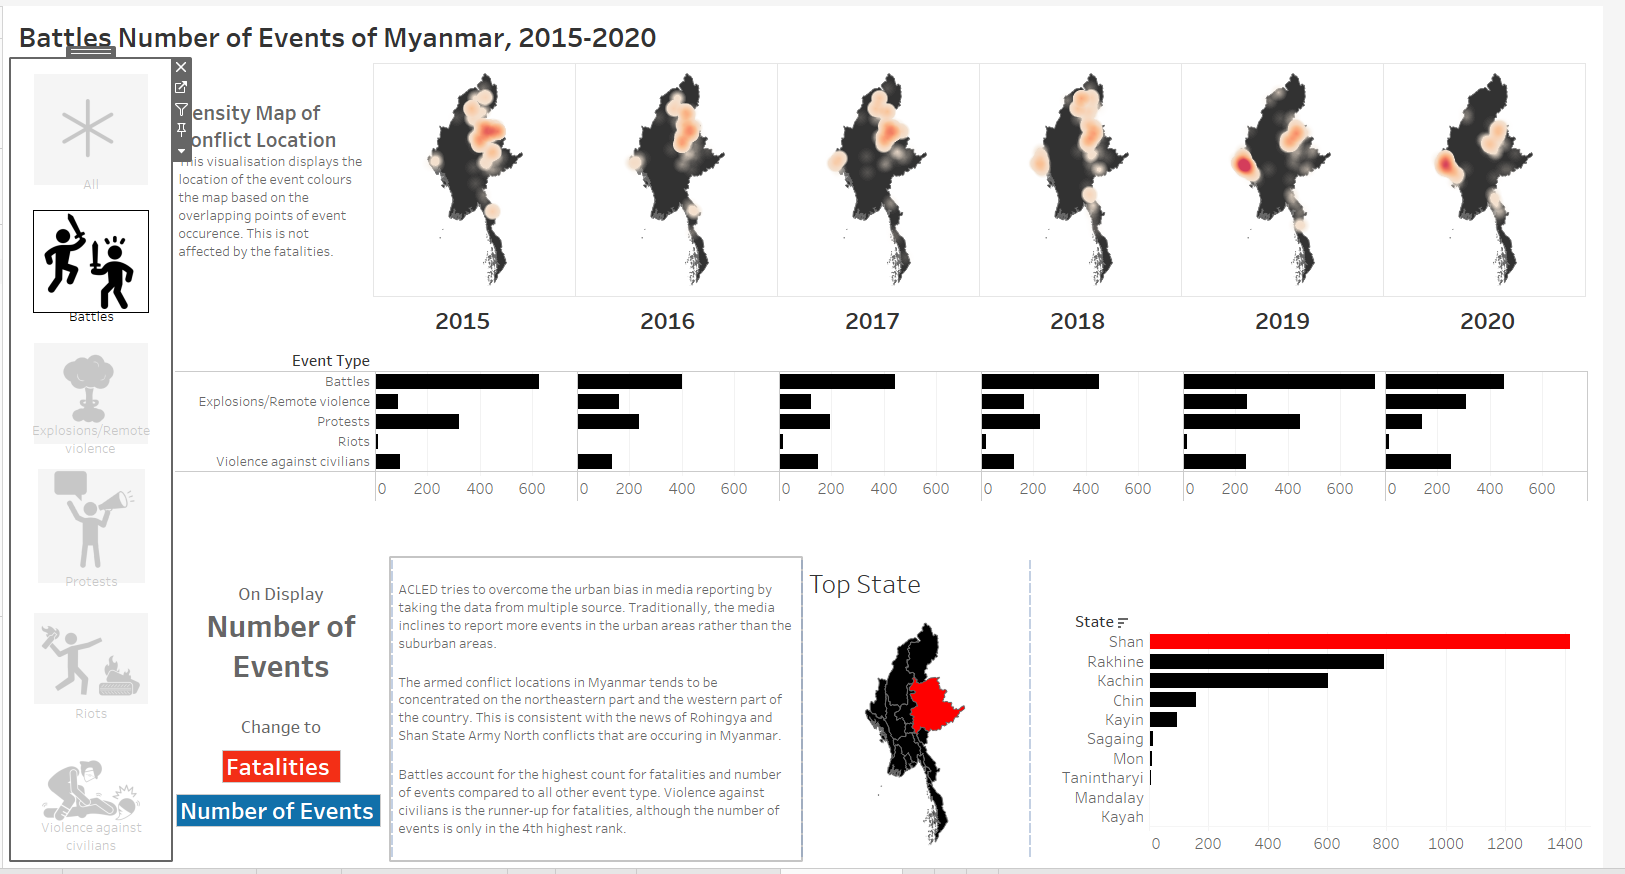 Battles Number of Events of Myanmar, 2015-2020
All
Battles
Explosions/Remote
violence
Protests
Riots
Violence against
civilians
ensity Map of
onflict Location
This visualisation displays the
location of the event colours
the map based on the
overlapping points of event
occurence. This is not
affected by the fatalities.
2015 2016 2017 2018 2019 2020
Event Type
Battles
Explosions/Remote violence
Protests
Riots
Violence against civilians
0 200 400 600 0 200 400 600 0 200 400 600 0 200 400 600 0 200 400 600 0 200 400 600
On Display
Number of
Events
Change to
Fatalities
Number of Events
ACLED tries to overcome the urban bias in media reporting by
taking the data from multiple source. Traditionally, the media
inclines to report more events in the urban areas rather than the
suburban areas.
The armed conflict locations in Myanmar tends to be
concentrated on the northeastern part and the western part of
the country. This is consistent with the news of Rohingya and
Shan State Army North conflicts that are occuring in Myanmar.
Battles account for the highest count for fatalities and number
of events compared to all other event type. Violence against
civilians is the runner-up for fatalities, although the number of
events is only in the 4th highest rank.
Top State
State
Shan
Rakhine
Kachin
Chin
Kayin
Sagaing
Mon
Tanintharyi
Mandalay
Kayah
0 200 400 600 800 1000 1200 1400